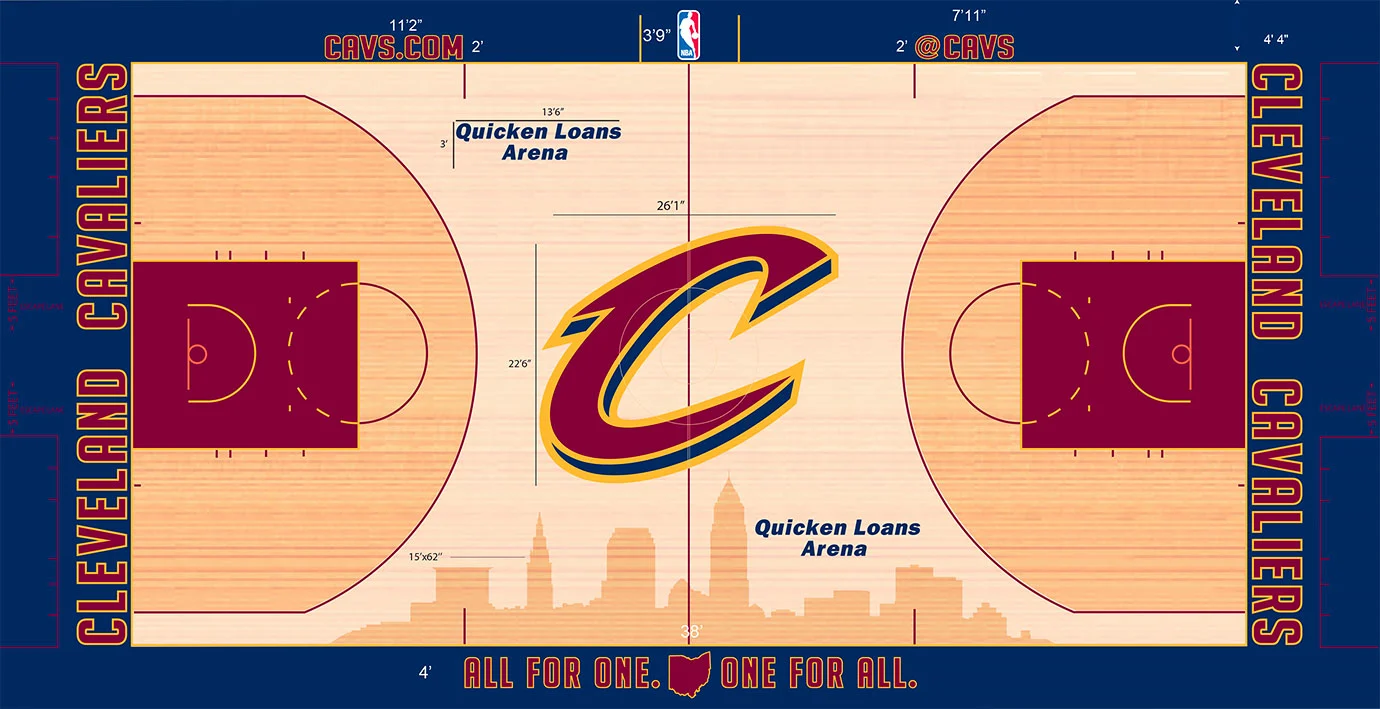 11'2”
7'11”
CAVS.COM
2'
3'9”
NBA
2'
@CAVS
4' 4"
CLEVELAND CAVALIERS
CLEVELAND CAVALIERS
13'6”
3'
Quicken Loans
Arena
26'1”
22'6”
Quicken Loans
Arena
15'x62”
38'
4'
ALL FOR ONE. ONE FOR ALL.